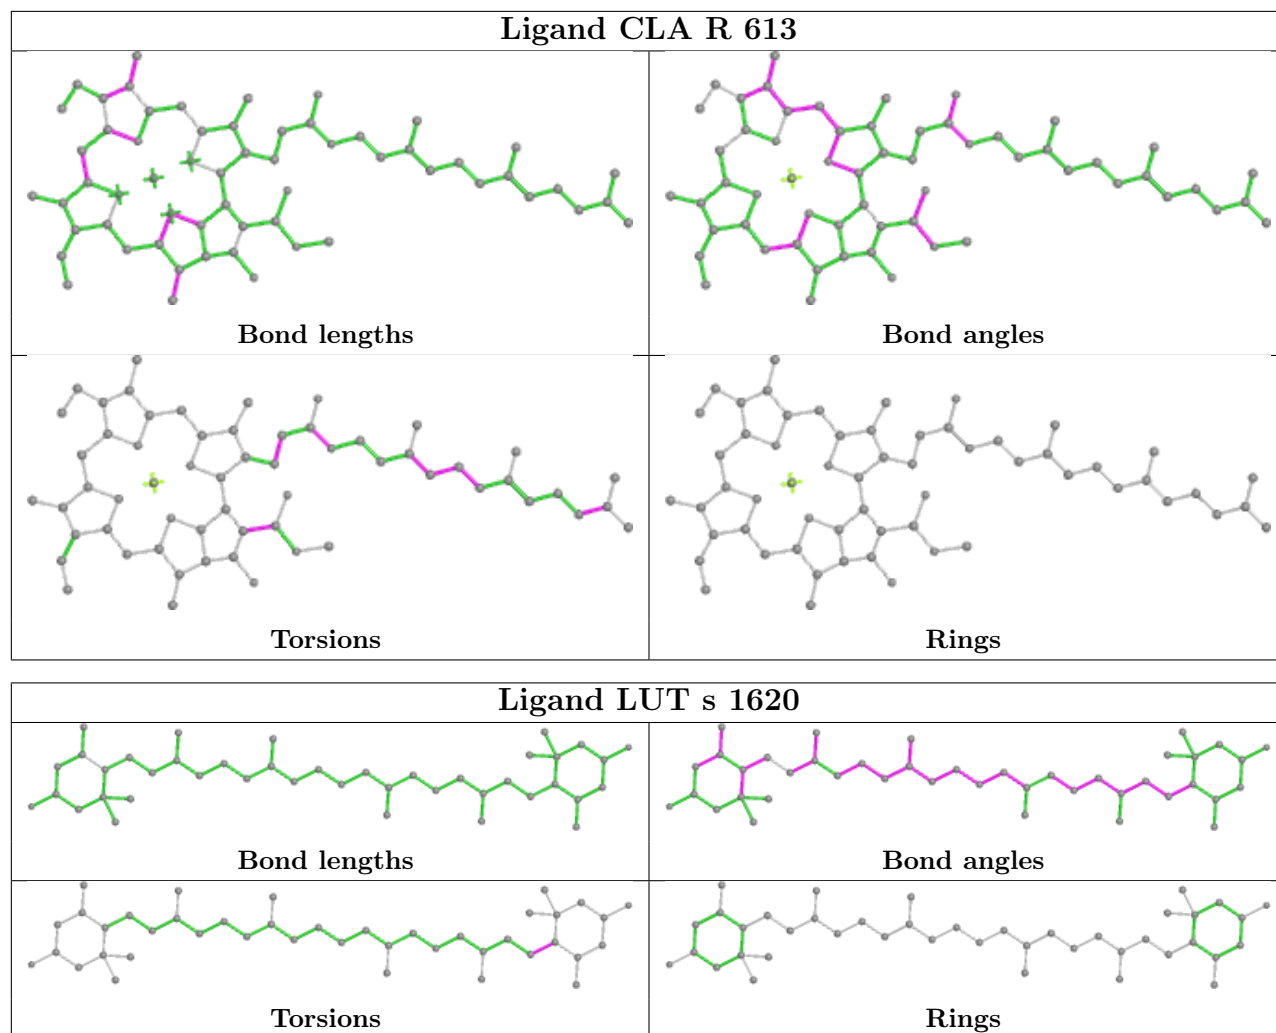 Ligand CLA R 613
Bond lengths
Bond angles
Torsions
Rings
Ligand LUT s 1620
Bond lengths
Bond angles
Torsions
Rings